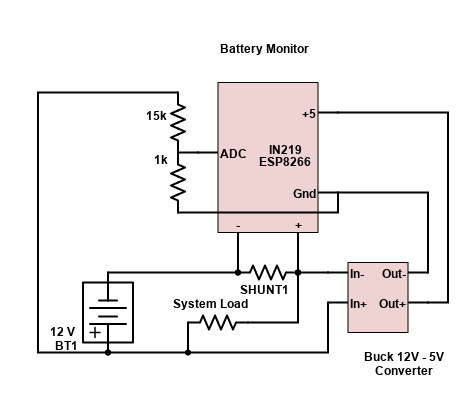 Battery Monitor
15k
+5
ADC
IN219
ESP8266
1k
Gnd
-
+
SHUNT1
In-
Out-
System Load
In+
Out+
12 V
+
BT1
Buck 12V - 5V
Converter